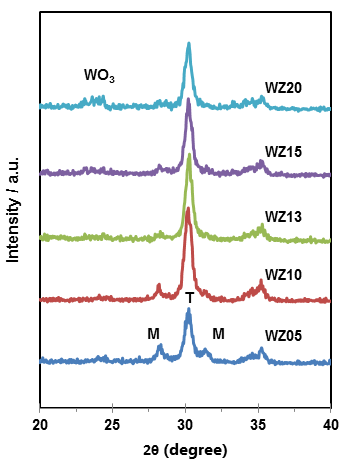 WO3
WZ20
WZ15
WZ13
WZ10
T
M
M
WZ05
Intensity / a.u.
20
25
30
35
40
2θ (degree)